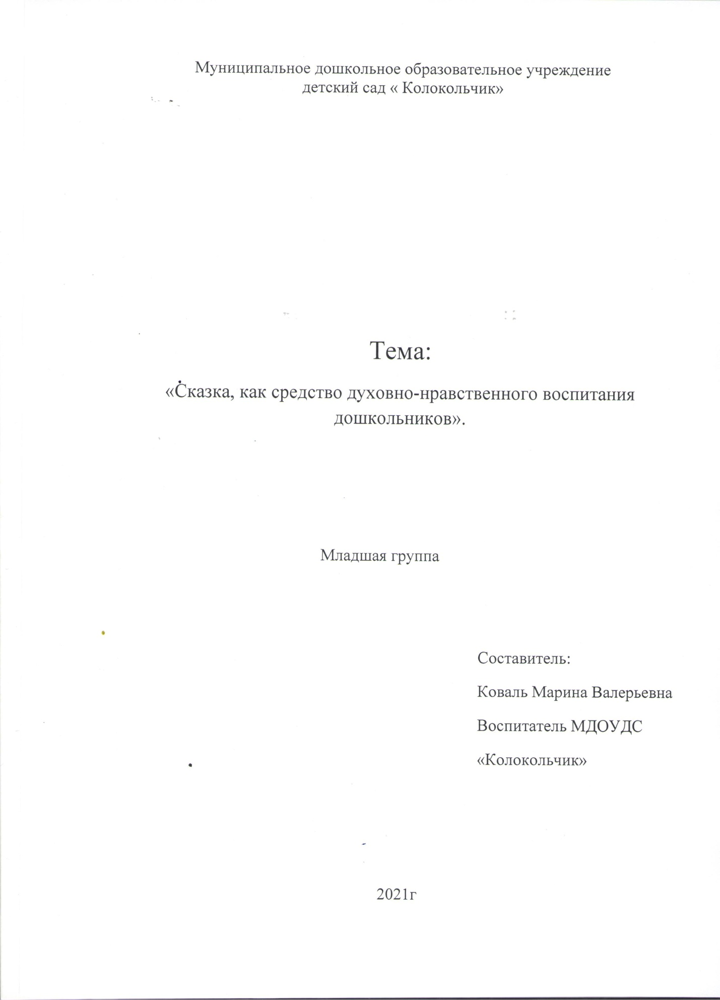 Муниципальное дошкольное образовательное учреждение
детский сад « Колокольчик»
Тема:
«Сказка, как средство духовно-нравственного воспитания
дошкольников».
Младшая группа
Составитель:
Коваль Марина Валерьевна
Воспитатель МДОУДС
«Колокольчик»
2021г